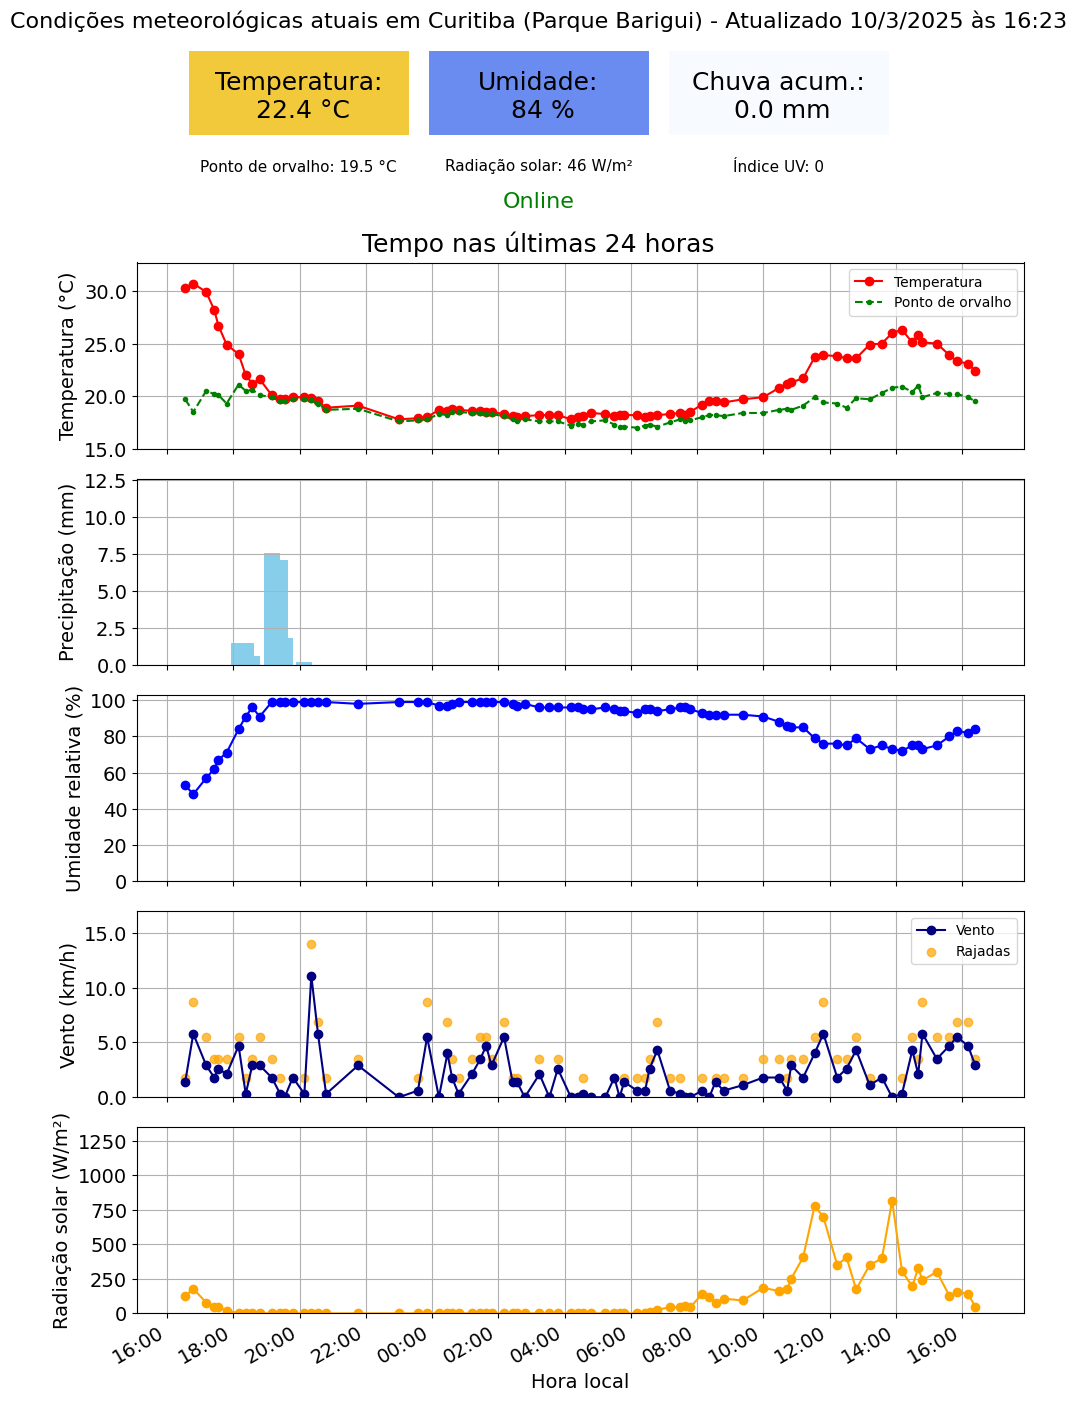 Condições meteorológicas atuais em Curitiba (Parque Barigui) - Atualizado 10/3/2025 às 16:23
Temperatura:
22.4 °C
Umidade:
84 %
Chuva acum.:
0.0 mm
Ponto de orvalho: 19.5 °C
Radiação solar: 46 W/m²
Índice UV: 0
Online
Tempo nas últimas 24 horas
Temperatura (°C)
30.0
25.0
20.0
15.0
Temperatura
Ponto de orvalho
Precipitação (mm)
12.5
10.0
7.5
5.0
2.5
0.0
Umidade relativa (%)
100
80
60
40
20
0
Vento (km/h)
15.0
10.0
5.0
0.0
Vento
Rajadas
Radiação solar (W/m²)
1250
1000
750
500
250
0
16:00
18:00
20:00
22:00
00:00
02:00
04:00
06:00
08:00
10:00
12:00
14:00
16:00
Hora local